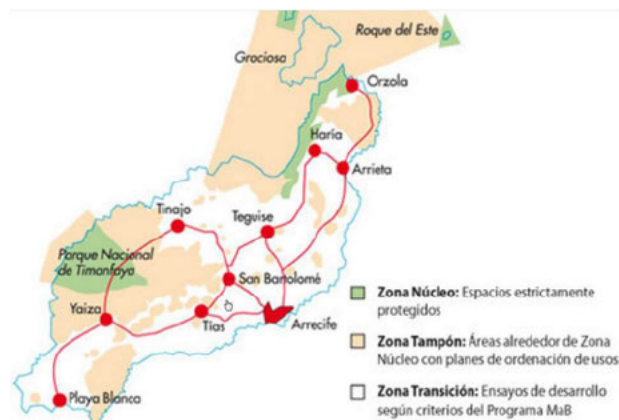 Roque del Este
Grociosa
Orzola
Haría
Arrieta
Tinajo
Teguise
Parque Nacional
de Timanfaya
San Bartolomé
Yaiza
Tías
Arrecife
Playa Blanca
Zona Núcleo: Espacios estrictamente
protegidos
Zona Tampón: Áreas alrededor de Zona
Núcleo con planes de ordenación de usos
Zona Transición: Ensayos de desarrollo
según criterios del Programa MaB